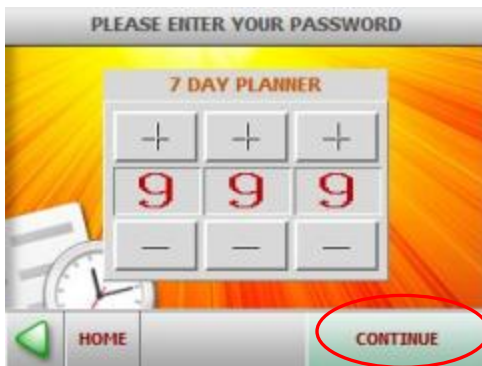 PLEASE ENTER YOUR PASSWORD
7 DAY PLANNER
+ + +
9 9 9
— — —
HOME CONTINUE